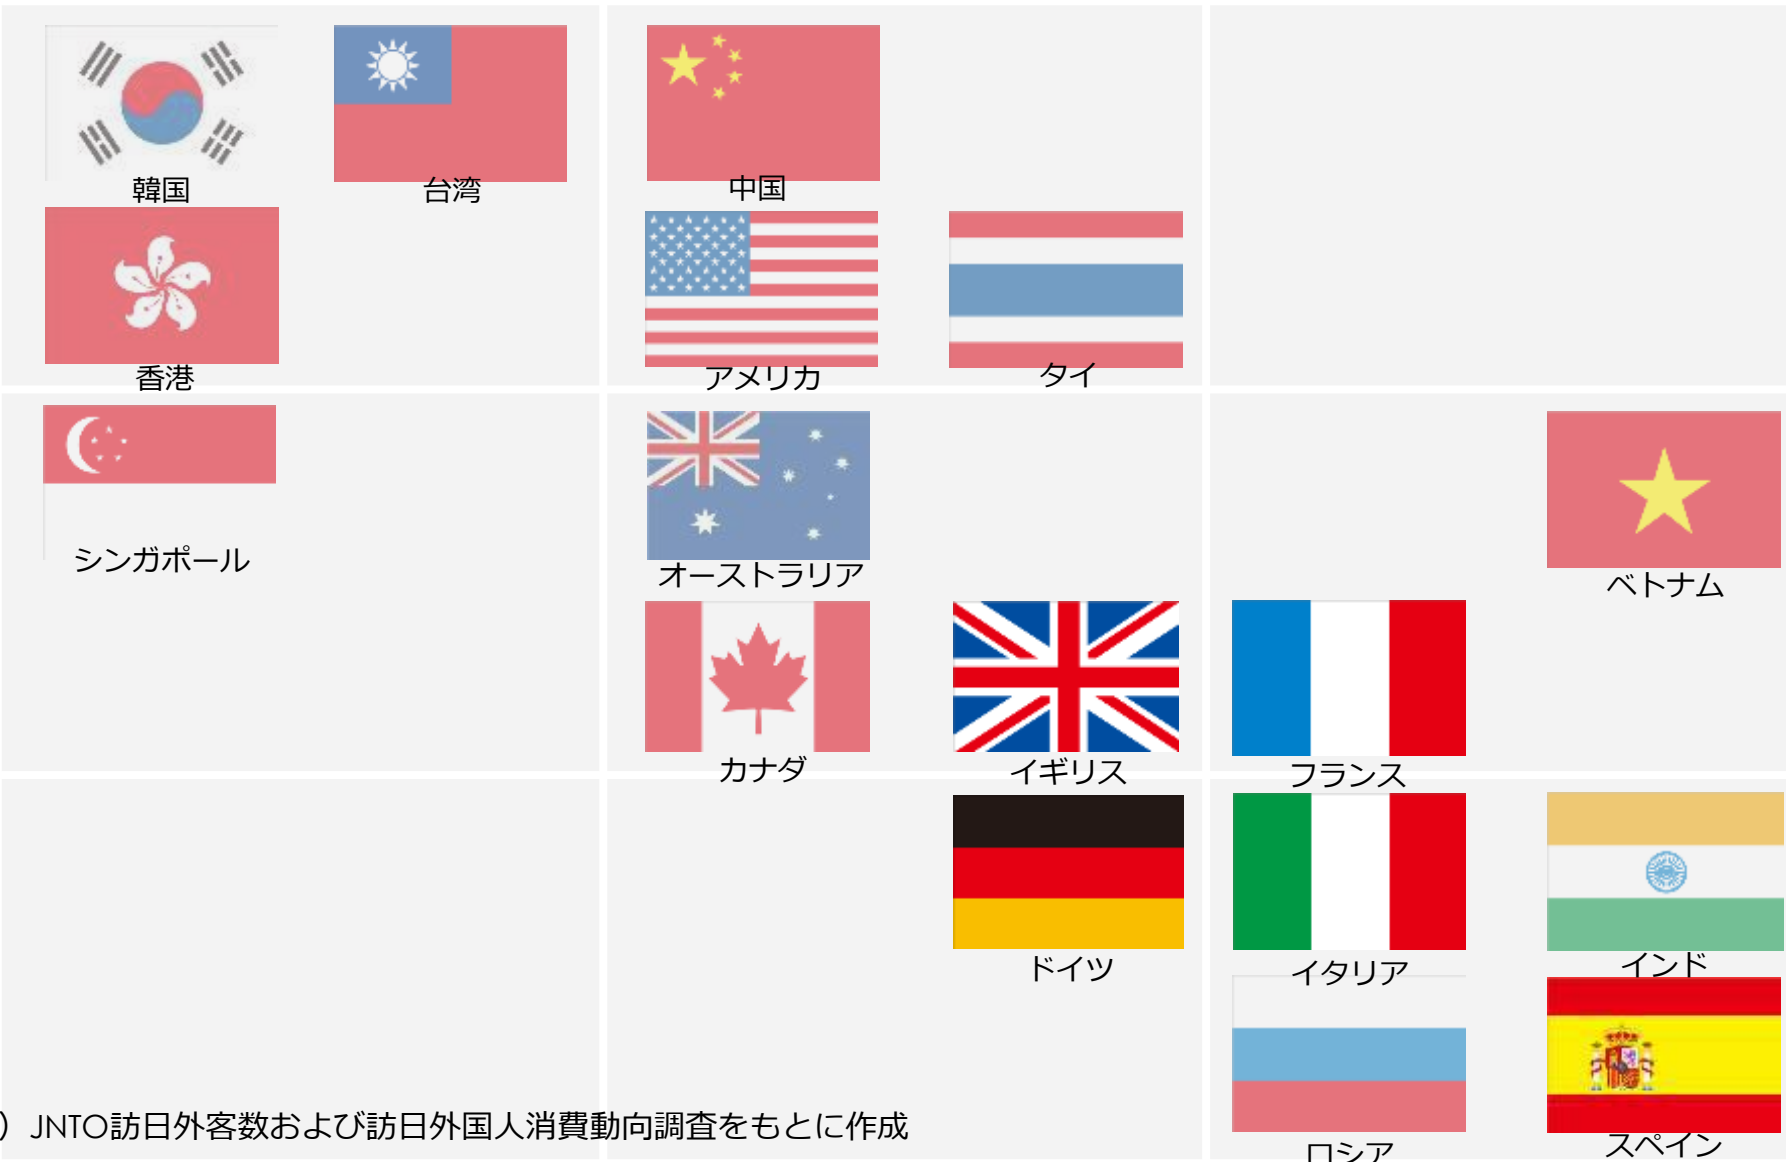 韓国
台湾
中国
香港
アメリカ
タイ
シンガポール
オーストラリア
ベトナム
カナダ
イギリス
フランス
ドイツ
イタリア
インド
ロシア
スペイン
）JNTO訪日外客数および訪日外国人消費動向調査をもとに作成